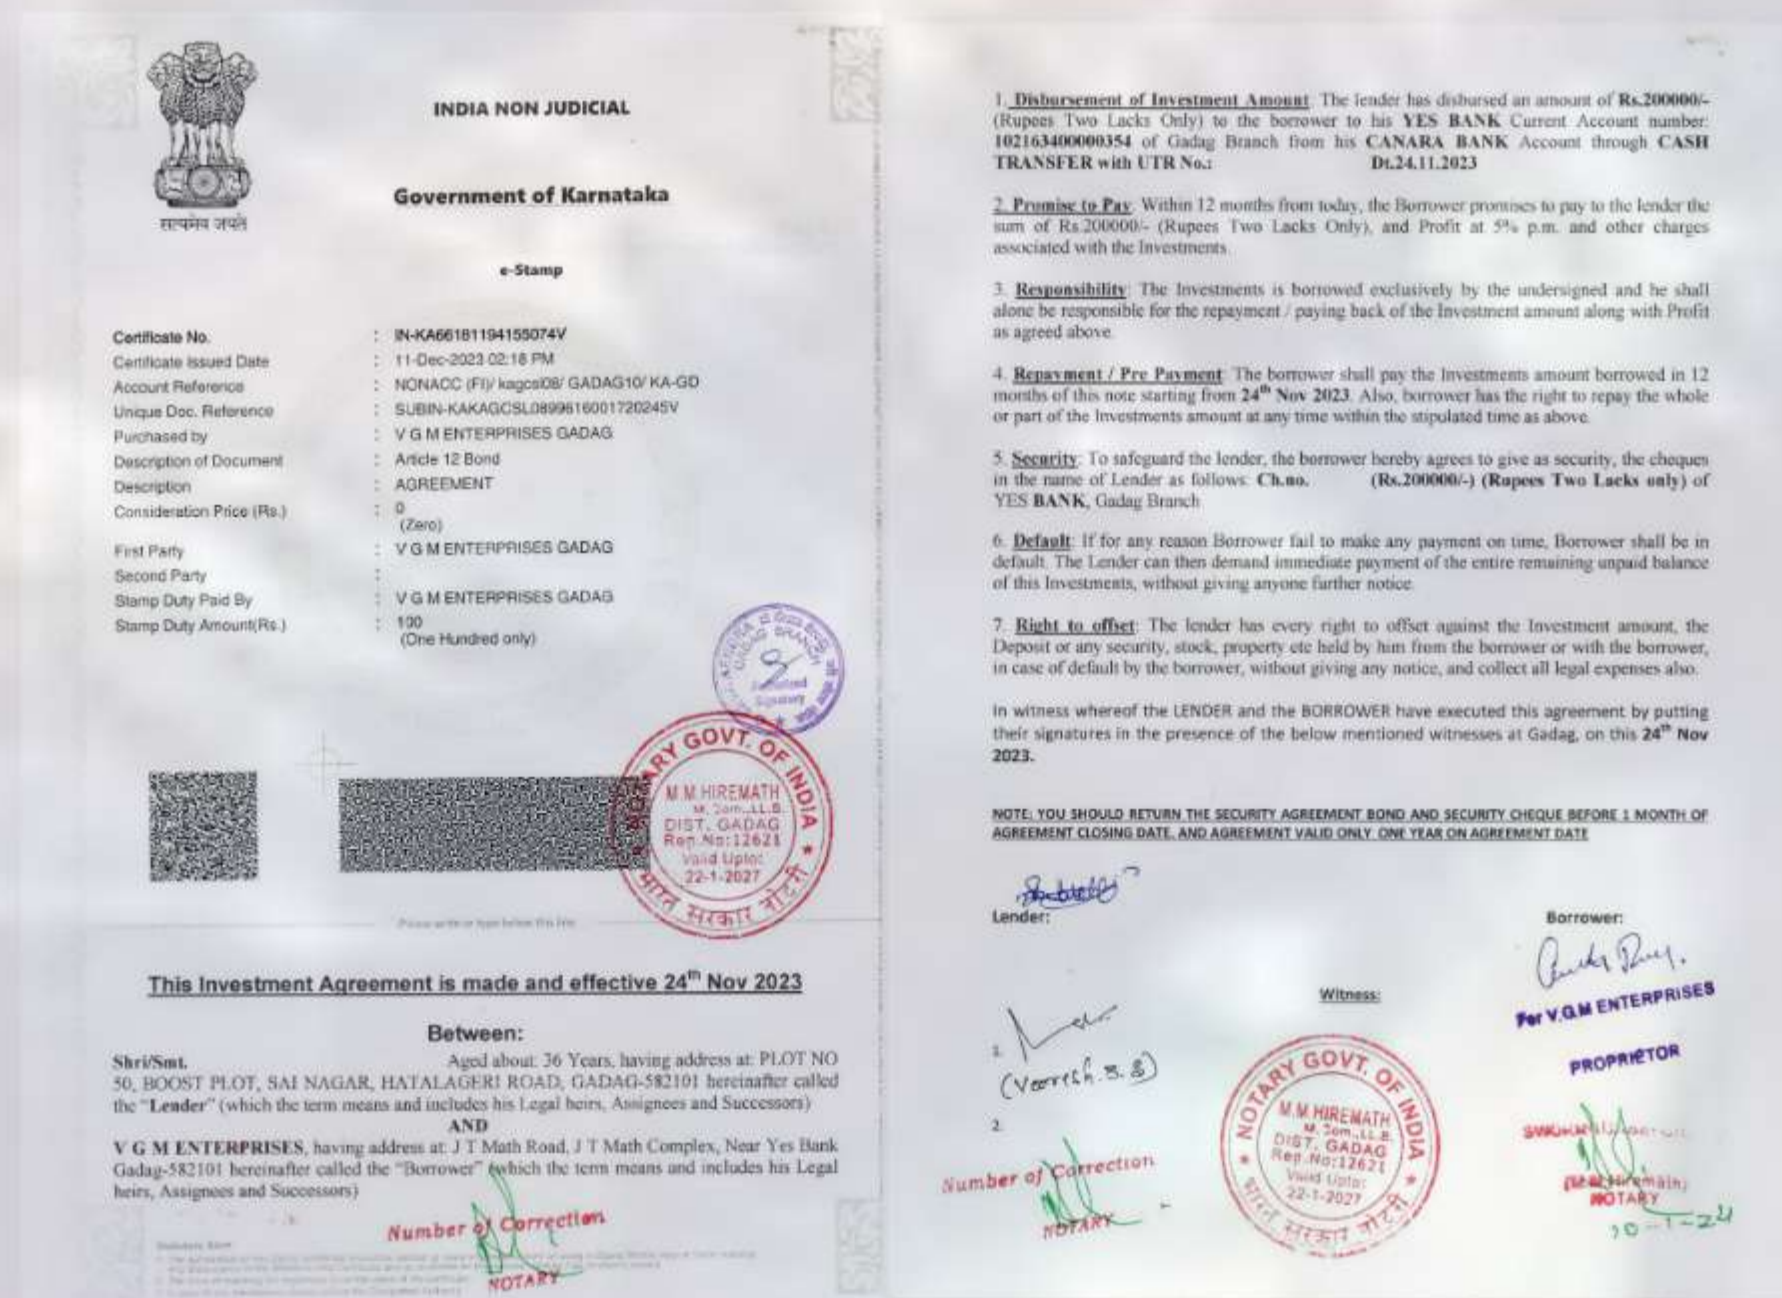 सत्यमेव जयते
INDIA NON JUDICIAL
Government of Karnataka
e-Stamp
Certificate No. : IN-KA66181194155074V
Certificate Issued Date : 11-Dec-2023 02:18 PM
Account Reference : NONACC (FI)/ kagcsl08/ GADAG10/ KA-GD
Unique Doc. Reference : SUBIN-KAKAGCSL0899616001720245V
Purchased by : V G M ENTERPRISES GADAG
Description of Document : Article 12 Bond
Description : AGREEMENT
Consideration Price (Rs.) : 0
(Zero)
First Party : V G M ENTERPRISES GADAG
Second Party :
Stamp Duty Paid By : V G M ENTERPRISES GADAG
Stamp Duty Amount(Rs.) : 100
(One Hundred only)
GADAG BRANCH
Signatory
NOTARY GOVT. OF INDIA
M.M.HIREMATH
M. Com.,LL.B
DIST. GADAG
Reg.No:12621
Valid Upto:
22-1-2027
भारत सरकार नोटरी
Please write or type below this line
This Investment Agreement is made and effective 24th Nov 2023
Between:
Shri/Smt. Aged about: 36 Years, having address at: PLOT NO
50, BOOST PLOT, SAI NAGAR, HATALAGERI ROAD, GADAG-582101 hereinafter called
the "Lender" (which the term means and includes his Legal heirs, Assignees and Successors)
AND
V G M ENTERPRISES, having address at: J T Math Road, J T Math Complex, Near Yes Bank
Gadag-582101 hereinafter called the "Borrower" (which the term means and includes his Legal
heirs, Assignees and Successors)
Number of Correction
NOTARY
1. Disbursement of Investment Amount: The lender has disbursed an amount of Rs.200000/-
(Rupees Two Lacks Only) to the borrower to his YES BANK Current Account number:
102163400000354 of Gadag Branch from his CANARA BANK Account through CASH
TRANSFER with UTR No.: Dt.24.11.2023
2. Promise to Pay: Within 12 months from today, the Borrower promises to pay to the lender the
sum of Rs.200000/- (Rupees Two Lacks Only), and Profit at 5% p.m. and other charges
associated with the Investments.
3. Responsibility: The Investments is borrowed exclusively by the undersigned and he shall
alone be responsible for the repayment / paying back of the Investment amount along with Profit
as agreed above.
4. Repayment / Pre Payment: The borrower shall pay the Investments amount borrowed in 12
months of this note starting from 24th Nov 2023. Also, borrower has the right to repay the whole
or part of the Investments amount at any time within the stipulated time as above.
5. Security: To safeguard the lender, the borrower hereby agrees to give as security, the cheques
in the name of Lender as follows: Ch.no. (Rs.200000/-) (Rupees Two Lacks only) of
YES BANK, Gadag Branch
6. Default: If for any reason Borrower fail to make any payment on time, Borrower shall be in
default. The Lender can then demand immediate payment of the entire remaining unpaid balance
of this Investments, without giving anyone further notice.
7. Right to offset: The lender has every right to offset against the Investment amount, the
Deposit or any security, stock, property etc held by him from the borrower or with the borrower,
in case of default by the borrower, without giving any notice, and collect all legal expenses also.
In witness whereof the LENDER and the BORROWER have executed this agreement by putting
their signatures in the presence of the below mentioned witnesses at Gadag, on this 24th Nov
2023.
NOTE: YOU SHOULD RETURN THE SECURITY AGREEMENT BOND AND SECURITY CHEQUE BEFORE 1 MONTH OF
AGREEMENT CLOSING DATE. AND AGREEMENT VALID ONLY ONE YEAR ON AGREEMENT DATE
Lender: Borrower:
For V.G.M ENTERPRISES
PROPRIETOR
Witness:
1.
(Veeresh. S. B)
2.
Number of Correction
NOTARY
NOTARY GOVT. OF INDIA
M.M.HIREMATH
M. Com.,LL.B.
DIST. GADAG
Reg.No:12621
Valid Upto:
22-1-2027
भारत सरकार नोटरी
NOTARY
10-1-24